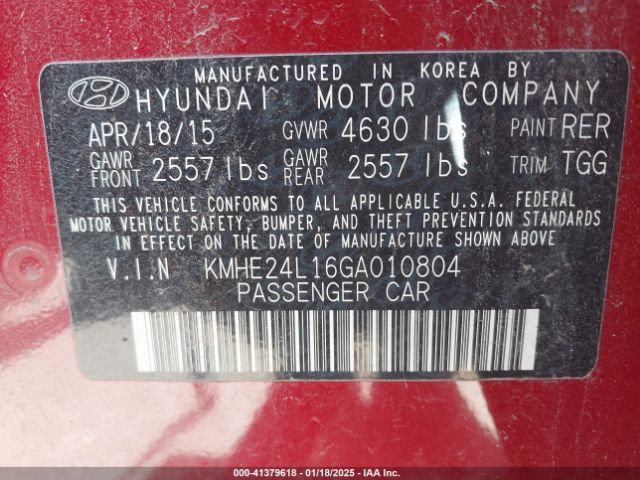 MANUFACTURED IN KOREA BY
HYUNDAI MOTOR COMPANY
APR/18/15 GVWR 4630 lbs PAINT RER
GAWR FRONT 2557 lbs GAWR REAR 2557 lbs TRIM TGG
THIS VEHICLE CONFORMS TO ALL APPLICABLE U.S.A. FEDERAL
MOTOR VEHICLE SAFETY, BUMPER, AND THEFT PREVENTION STANDARDS
IN EFFECT ON THE DATE OF MANUFACTURE SHOWN ABOVE
V.I.N KMHE24L16GA010804
PASSENGER CAR
000-41379618 - 01/18/2025 - IAA Inc.